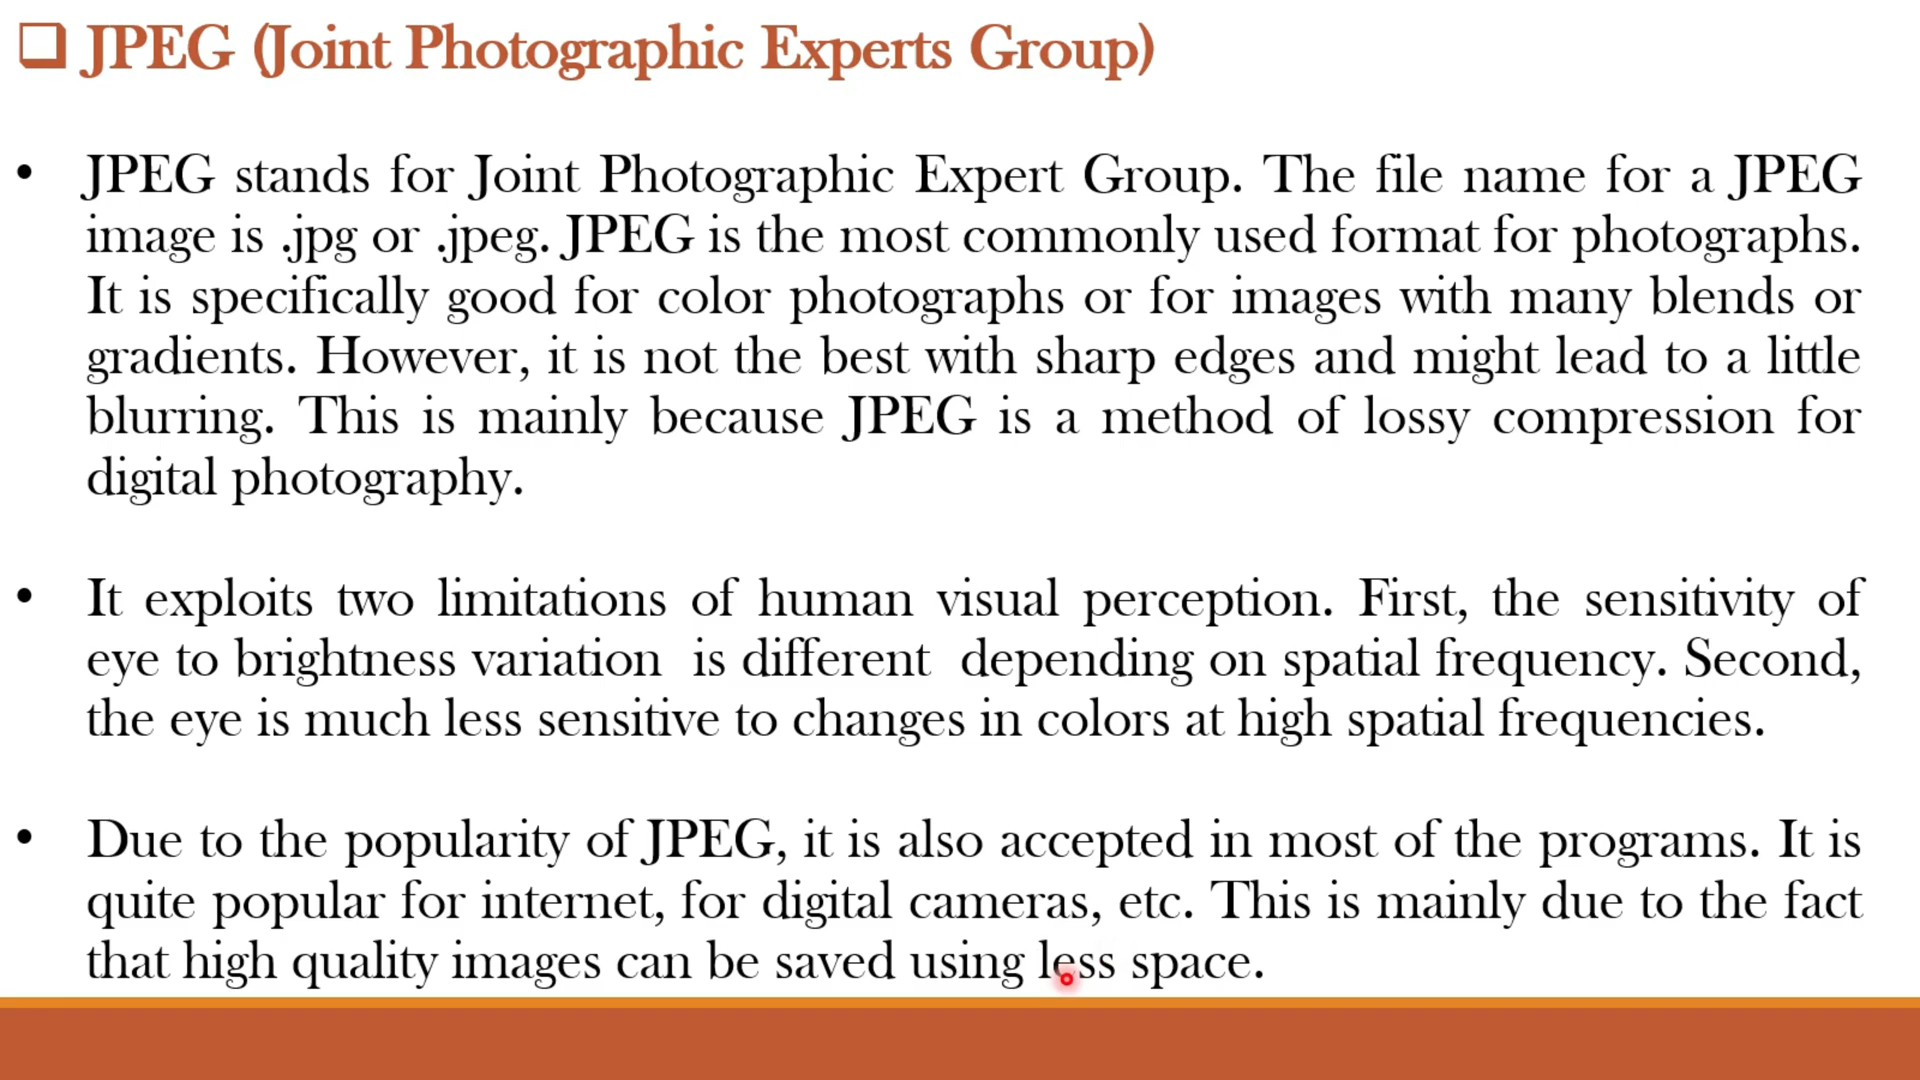 JPEG (Joint Photographic Experts Group)
• JPEG stands for Joint Photographic Expert Group. The file name for a JPEG
image is .jpg or .jpeg. JPEG is the most commonly used format for photographs.
It is specifically good for color photographs or for images with many blends or
gradients. However, it is not the best with sharp edges and might lead to a little
blurring. This is mainly because JPEG is a method of lossy compression for
digital photography.
• It exploits two limitations of human visual perception. First, the sensitivity of
eye to brightness variation is different depending on spatial frequency. Second,
the eye is much less sensitive to changes in colors at high spatial frequencies.
• Due to the popularity of JPEG, it is also accepted in most of the programs. It is
quite popular for internet, for digital cameras, etc. This is mainly due to the fact
that high quality images can be saved using less space.